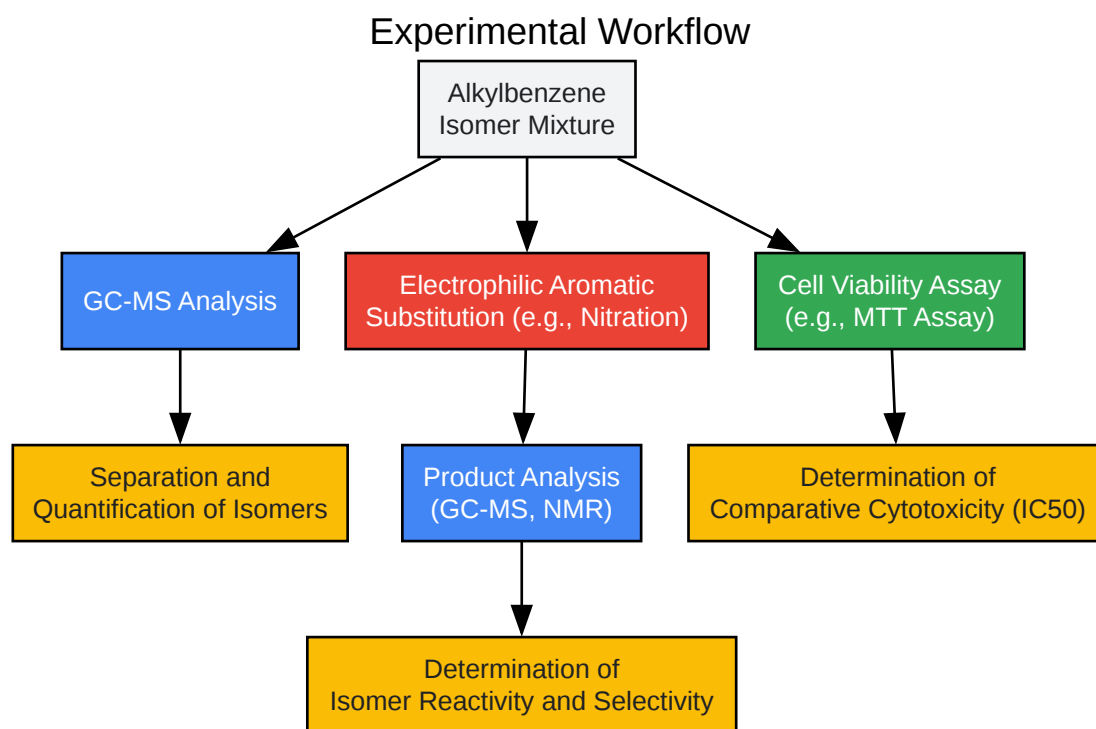 Experimental Workflow
Alkylbenzene
Isomer Mixture
GC-MS Analysis
Electrophilic Aromatic
Substitution (e.g., Nitration)
Cell Viability Assay
(e.g., MTT Assay)
Separation and
Quantification of Isomers
Product Analysis
(GC-MS, NMR)
Determination of
Comparative Cytotoxicity (IC50)
Determination of
Isomer Reactivity and Selectivity